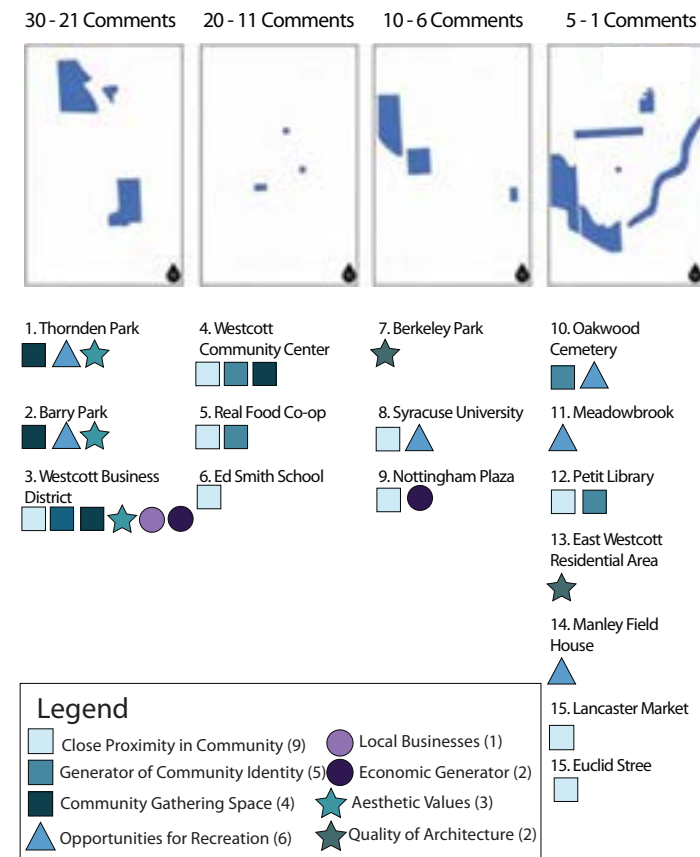 30 - 21 Comments
20 - 11 Comments
10 - 6 Comments
5 - 1 Comments
1. Thornden Park
2. Barry Park
3. Westcott Business
District
4. Westcott
Community Center
5. Real Food Co-op
6. Ed Smith School
7. Berkeley Park
8. Syracuse University
9. Nottingham Plaza
10. Oakwood
Cemetery
11. Meadowbrook
12. Petit Library
13. East Westcott
Residential Area
14. Manley Field
House
15. Lancaster Market
15. Euclid Stree
Legend
Close Proximity in Community (9)
Generator of Community Identity (5)
Community Gathering Space (4)
Opportunities for Recreation (6)
Local Businesses (1)
Economic Generator (2)
Aesthetic Values (3)
Quality of Architecture (2)